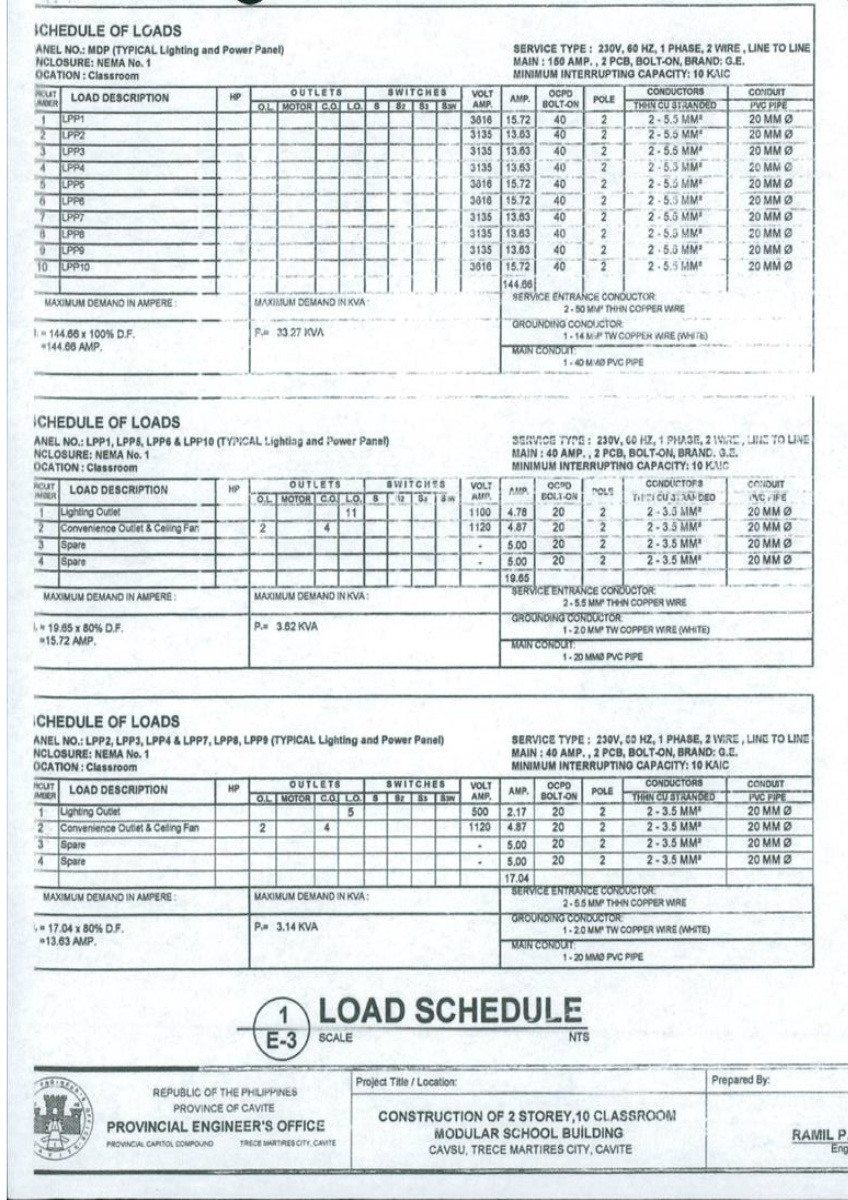 CHEDULE OF LOADS
ANEL NO.: MDP (TYPICAL Lighting and Power Panel)
NCLOSURE: NEMA No. 1
OCATION : Classroom
SERVICE TYPE : 230V, 60 HZ, 1 PHASE, 2 WIRE , LINE TO LINE
MAIN : 150 AMP. , 2 PCB, BOLT-ON, BRAND: G.E.
MINIMUM INTERRUPTING CAPACITY: 10 KAIC
LOAD DESCRIPTION HP OUTLETS SWITCHES VOLT AMP. AMP. OCPD BOLT-ON POLE CONDUCTORS CONDUIT
O.L. MOTOR C.O. L.O. S S2 S3 S3W THHN CU STRANDED PVC PIPE
1 LPP1 3616 15.72 40 2 2 - 5.5 MM² 20 MM Ø
2 LPP2 3135 13.63 40 2 2 - 5.5 MM² 20 MM Ø
3 LPP3 3135 13.63 40 2 2 - 5.5 MM² 20 MM Ø
4 LPP4 3135 13.63 40 2 2 - 5.5 MM² 20 MM Ø
5 LPP5 3616 15.72 40 2 2 - 5.5 MM² 20 MM Ø
6 LPP6 3616 15.72 40 2 2 - 5.5 MM² 20 MM Ø
7 LPP7 3135 13.63 40 2 2 - 5.5 MM² 20 MM Ø
8 LPP8 3135 13.63 40 2 2 - 5.5 MM² 20 MM Ø
9 LPP9 3135 13.63 40 2 2 - 5.5 MM² 20 MM Ø
10 LPP10 3616 15.72 40 2 2 - 5.5 MM² 20 MM Ø
144.66
MAXIMUM DEMAND IN AMPERE :
MAXIMUM DEMAND IN KVA :
SERVICE ENTRANCE CONDUCTOR:
2 - 50 MM² THHN COPPER WIRE
= 144.66 x 100% D.F.
=144.66 AMP.
P.= 33.27 KVA
GROUNDING CONDUCTOR:
1 - 14 MM² TW COPPER WIRE (WHITE)
MAIN CONDUIT:
1 - 40 MMØ PVC PIPE
CHEDULE OF LOADS
ANEL NO.: LPP1, LPP5, LPP6 & LPP10 (TYPICAL Lighting and Power Panel)
NCLOSURE: NEMA No. 1
OCATION : Classroom
SERVICE TYPE : 230V, 60 HZ, 1 PHASE, 2 WIRE , LINE TO LINE
MAIN : 40 AMP. , 2 PCB, BOLT-ON, BRAND. G.E.
MINIMUM INTERRUPTING CAPACITY: 10 KAIC
LOAD DESCRIPTION HP OUTLETS SWITCHES VOLT AMP. AMP. OCPD BOLT-ON POLE CONDUCTORS CONDUIT
O.L. MOTOR C.O. L.O. S S2 S3 S3W THHN CU STRANDED PVC PIPE
1 Lighting Outlet 11 1100 4.78 20 2 2 - 3.5 MM² 20 MM Ø
2 Convenience Outlet & Ceiling Fan 2 4 1120 4.87 20 2 2 - 3.5 MM² 20 MM Ø
3 Spare - 5.00 20 2 2 - 3.5 MM² 20 MM Ø
4 Spare - 5.00 20 2 2 - 3.5 MM² 20 MM Ø
19.65
MAXIMUM DEMAND IN AMPERE :
MAXIMUM DEMAND IN KVA :
SERVICE ENTRANCE CONDUCTOR:
2 - 5.5 MM² THHN COPPER WIRE
= 19.65 x 80% D.F.
=15.72 AMP.
P.= 3.62 KVA
GROUNDING CONDUCTOR:
1 - 2.0 MM² TW COPPER WIRE (WHITE)
MAIN CONDUIT:
1 - 20 MMØ PVC PIPE
CHEDULE OF LOADS
ANEL NO.: LPP2, LPP3, LPP4 & LPP7, LPP8, LPP9 (TYPICAL Lighting and Power Panel)
NCLOSURE: NEMA No. 1
OCATION : Classroom
SERVICE TYPE : 230V, 60 HZ, 1 PHASE, 2 WIRE , LINE TO LINE
MAIN : 40 AMP. , 2 PCB, BOLT-ON, BRAND: G.E.
MINIMUM INTERRUPTING CAPACITY: 10 KAIC
LOAD DESCRIPTION HP OUTLETS SWITCHES VOLT AMP. AMP. OCPD BOLT-ON POLE CONDUCTORS CONDUIT
O.L. MOTOR C.O. L.O. S S2 S3 S3W THHN CU STRANDED PVC PIPE
1 Lighting Outlet 5 500 2.17 20 2 2 - 3.5 MM² 20 MM Ø
2 Convenience Outlet & Ceiling Fan 2 4 1120 4.87 20 2 2 - 3.5 MM² 20 MM Ø
3 Spare - 5.00 20 2 2 - 3.5 MM² 20 MM Ø
4 Spare - 5.00 20 2 2 - 3.5 MM² 20 MM Ø
17.04
MAXIMUM DEMAND IN AMPERE :
MAXIMUM DEMAND IN KVA :
SERVICE ENTRANCE CONDUCTOR:
2 - 5.5 MM² THHN COPPER WIRE
= 17.04 x 80% D.F.
=13.63 AMP.
P.= 3.14 KVA
GROUNDING CONDUCTOR:
1 - 2.0 MM² TW COPPER WIRE (WHITE)
MAIN CONDUIT:
1 - 20 MMØ PVC PIPE
1
E-3
LOAD SCHEDULE
SCALE NTS
REPUBLIC OF THE PHILIPPINES
PROVINCE OF CAVITE
PROVINCIAL ENGINEER'S OFFICE
PROVINCIAL CAPITOL COMPOUND TRECE MARTIRES CITY, CAVITE
Project Title / Location:
CONSTRUCTION OF 2 STOREY,10 CLASSROOM
MODULAR SCHOOL BUILDING
CAVSU, TRECE MARTIRES CITY, CAVITE
Prepared By:
RAMIL P.
Eng